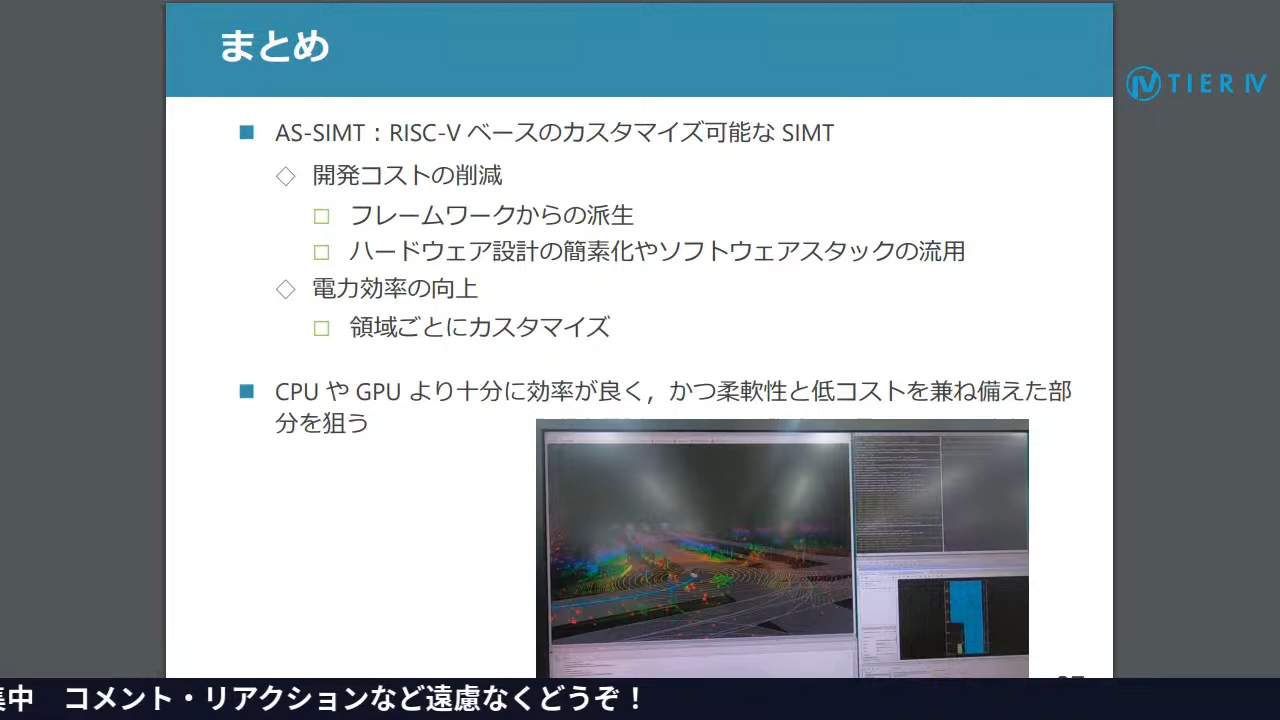 まとめ
TIER IV
AS-SIMT：RISC-V ベースのカスタマイズ可能な SIMT
開発コストの削減
フレームワークからの派生
ハードウェア設計の簡素化やソフトウェアスタックの流用
電力効率の向上
領域ごとにカスタマイズ
CPU や GPU より十分に効率が良く，かつ柔軟性と低コストを兼ね備えた部
分を狙う
中 コメント・リアクションなど遠慮なくどうぞ！